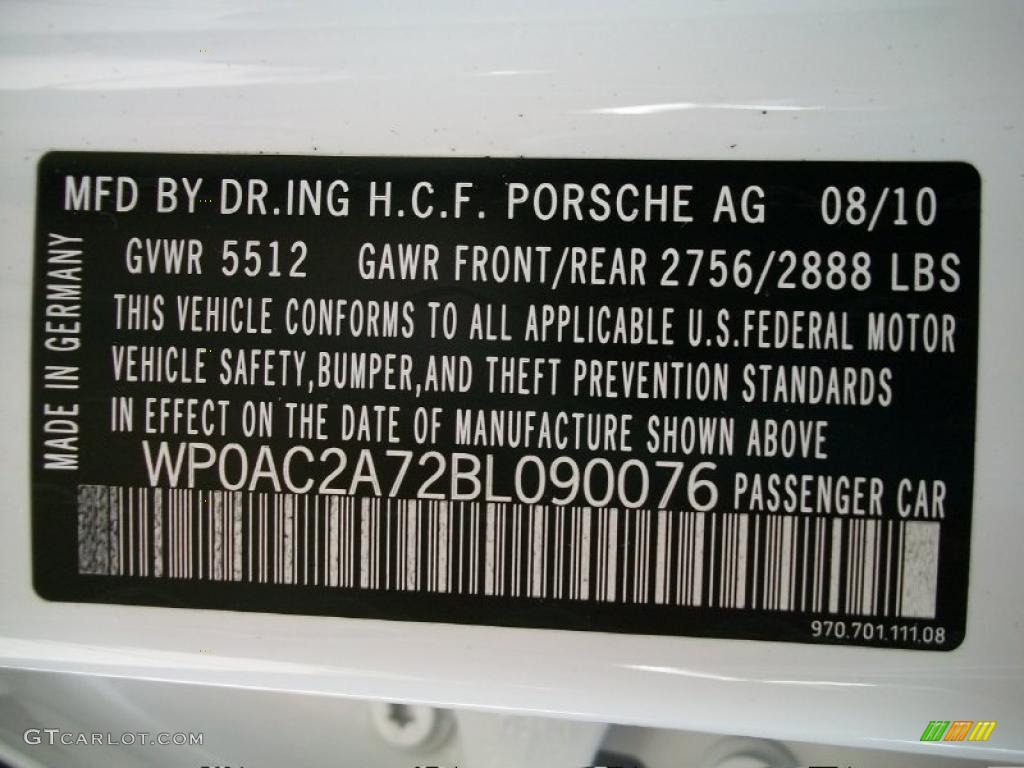 MFD BY DR.ING H.C.F. PORSCHE AG 08/10
GVWR 5512 GAWR FRONT/REAR 2756/2888 LBS
THIS VEHICLE CONFORMS TO ALL APPLICABLE U.S.FEDERAL MOTOR
VEHICLE SAFETY,BUMPER,AND THEFT PREVENTION STANDARDS
IN EFFECT ON THE DATE OF MANUFACTURE SHOWN ABOVE
WP0AC2A72BL090076 PASSENGER CAR
MADE IN GERMANY
970.701.111.08
GTCARLOT.COM